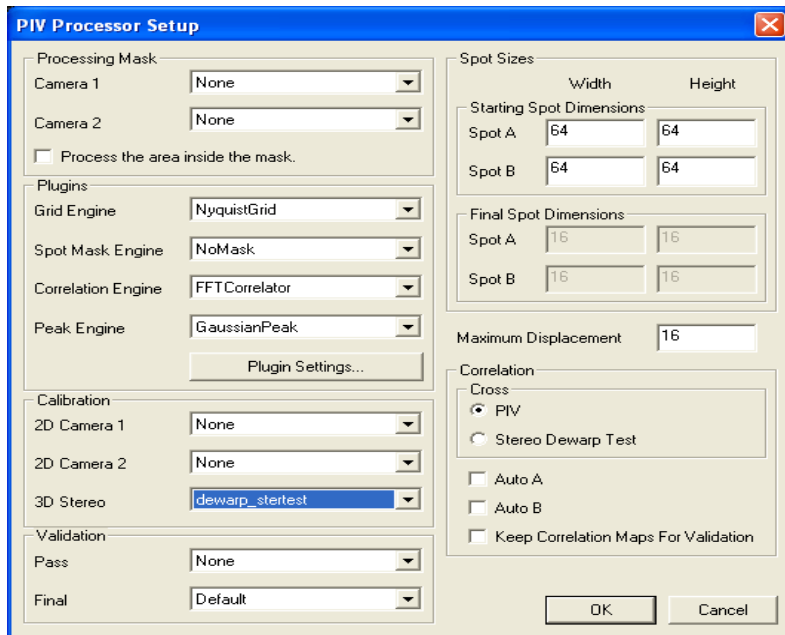 PIV Processor Setup
Processing Mask
Camera 1 None
Camera 2 None
Process the area inside the mask.
Plugins
Grid Engine NyquistGrid
Spot Mask Engine NoMask
Correlation Engine FFTCorrelator
Peak Engine GaussianPeak
Plugin Settings...
Calibration
2D Camera 1 None
2D Camera 2 None
3D Stereo dewarp_stertest
Validation
Pass None
Final Default
Spot Sizes
Width Height
Starting Spot Dimensions
Spot A 64 64
Spot B 64 64
Final Spot Dimensions
Spot A 16 16
Spot B 16 16
Maximum Displacement 16
Correlation
Cross
PIV
Stereo Dewarp Test
Auto A
Auto B
Keep Correlation Maps For Validation
OK Cancel